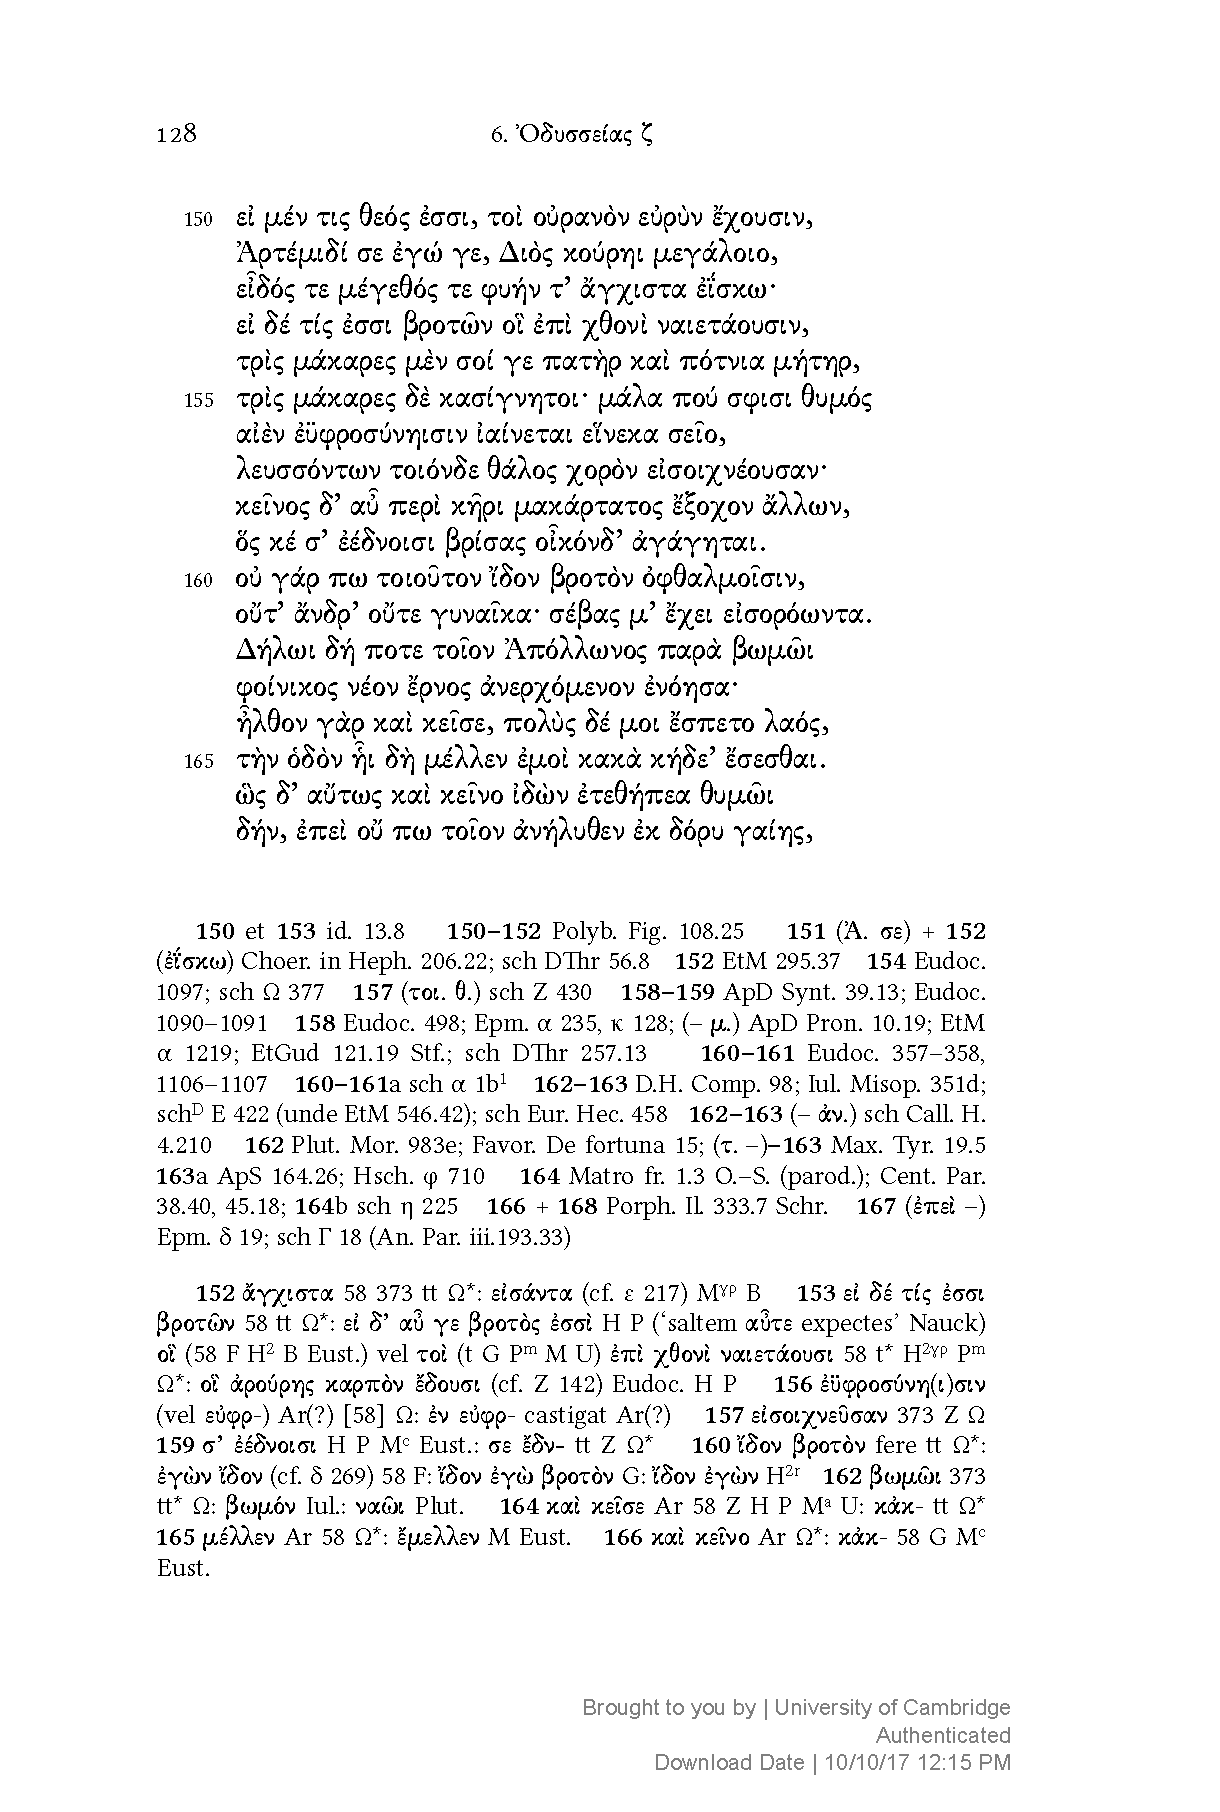 128 6. Ὀδυσσείας ζ
150 εἰ μέν τις θεός ἐσσι, τοὶ οὐρανὸν εὐρὺν ἔχουσιν,
Ἀρτέμιδί σε ἐγώ γε, Διὸς κούρηι μεγάλοιο,
εἶδός τε μέγεθός τε φυήν τ’ ἄγχιστα ἐΐσκω·
εἰ δέ τίς ἐσσι βροτῶν οἳ ἐπὶ χθονὶ ναιετάουσιν,
τρὶς μάκαρες μὲν σοί γε πατὴρ καὶ πότνια μήτηρ,
155 τρὶς μάκαρες δὲ κασίγνητοι· μάλα πού σφισι θυμός
αἰὲν ἐϋφροσύνηισιν ἰαίνεται εἵνεκα σεῖο,
λευσσόντων τοιόνδε θάλος χορὸν εἰσοιχνέουσαν·
κεῖνος δ’ αὖ περὶ κῆρι μακάρτατος ἔξοχον ἄλλων,
ὅς κέ σ’ ἐέδνοισι βρίσας οἶκόνδ’ ἀγάγηται.
160 οὐ γάρ πω τοιοῦτον ἴδον βροτὸν ὀφθαλμοῖσιν,
οὔτ’ ἄνδρ’ οὔτε γυναῖκα· σέβας μ’ ἔχει εἰσορόωντα.
Δήλωι δή ποτε τοῖον Ἀπόλλωνος παρὰ βωμῶι
φοίνικος νέον ἔρνος ἀνερχόμενον ἐνόησα·
ἦλθον γὰρ καὶ κεῖσε, πολὺς δέ μοι ἕσπετο λαός,
165 τὴν ὁδὸν ἧι δὴ μέλλεν ἐμοὶ κακὰ κήδε’ ἔσεσθαι.
ὣς δ’ αὔτως καὶ κεῖνο ἰδὼν ἐτεθήπεα θυμῶι
δήν, ἐπεὶ οὔ πω τοῖον ἀνήλυθεν ἐκ δόρυ γαίης,
150 et 153 id. 13.8 150–152 Polyb. Fig. 108.25 151 (Ἀ. σε) + 152
(ἐΐσκω) Choer. in Heph. 206.22; sch DThr 56.8 152 EtM 295.37 154 Eudoc.
1097; sch Ω 377 157 (τοι. θ.) sch Z 430 158–159 ApD Synt. 39.13; Eudoc.
1090–1091 158 Eudoc. 498; Epm. α 235, κ 128; (– μ.) ApD Pron. 10.19; EtM
α 1219; EtGud 121.19 Stf.; sch DThr 257.13 160–161 Eudoc. 357–358,
1106–1107 160–161a sch α 1b¹ 162–163 D.H. Comp. 98; Iul. Misop. 351d;
schᴰ E 422 (unde EtM 546.42); sch Eur. Hec. 458 162–163 (– ἀν.) sch Call. H.
4.210 162 Plut. Mor. 983e; Favor. De fortuna 15; (τ. –)–163 Max. Tyr. 19.5
163a ApS 164.26; Hsch. φ 710 164 Matro fr. 1.3 O.–S. (parod.); Cent. Par.
38.40, 45.18; 164b sch η 225 166 + 168 Porph. Il. 333.7 Schr. 167 (ἐπεὶ –)
Epm. δ 19; sch Γ 18 (An. Par. iii.193.33)
152 ἄγχιστα 58 373 tt Ω*: εἰσάντα (cf. ε 217) Mᵞᵖ B 153 εἰ δέ τίς ἐσσι
βροτῶν 58 tt Ω*: εἰ δ’ αὖ γε βροτὸς ἐσσὶ H P (‘saltem αὖτε expectes’ Nauck)
οἳ (58 F H² B Eust.) vel τοὶ (t G Pᵐ M U) ἐπὶ χθονὶ ναιετάουσι 58 t* H²ᵞᵖ Pᵐ
Ω*: οἳ ἀρούρης καρπὸν ἔδουσι (cf. Z 142) Eudoc. H P 156 ἐϋφροσύνη(ι)σιν
(vel εὐφρ-) Ar(?) [58] Ω: ἐν εὐφρ- castigat Ar(?) 157 εἰσοιχνεῦσαν 373 Z Ω
159 σ’ ἐέδνοισι H P Mᶜ Eust.: σε ἕδν- tt Z Ω* 160 ἴδον βροτὸν fere tt Ω*:
ἐγὼν ἴδον (cf. δ 269) 58 F: ἴδον ἐγὼ βροτὸν G: ἴδον ἐγὼν H²ʳ 162 βωμῶι 373
tt* Ω: βωμόν Iul.: ναῶι Plut. 164 καὶ κεῖσε Ar 58 Z H P Mᵃ U: κἀκ- tt Ω*
165 μέλλεν Ar 58 Ω*: ἔμελλεν M Eust. 166 καὶ κεῖνο Ar Ω*: κἀκ- 58 G Mᶜ
Eust.
Brought to you by | University of Cambridge
Authenticated
Download Date | 10/10/17 12:15 PM